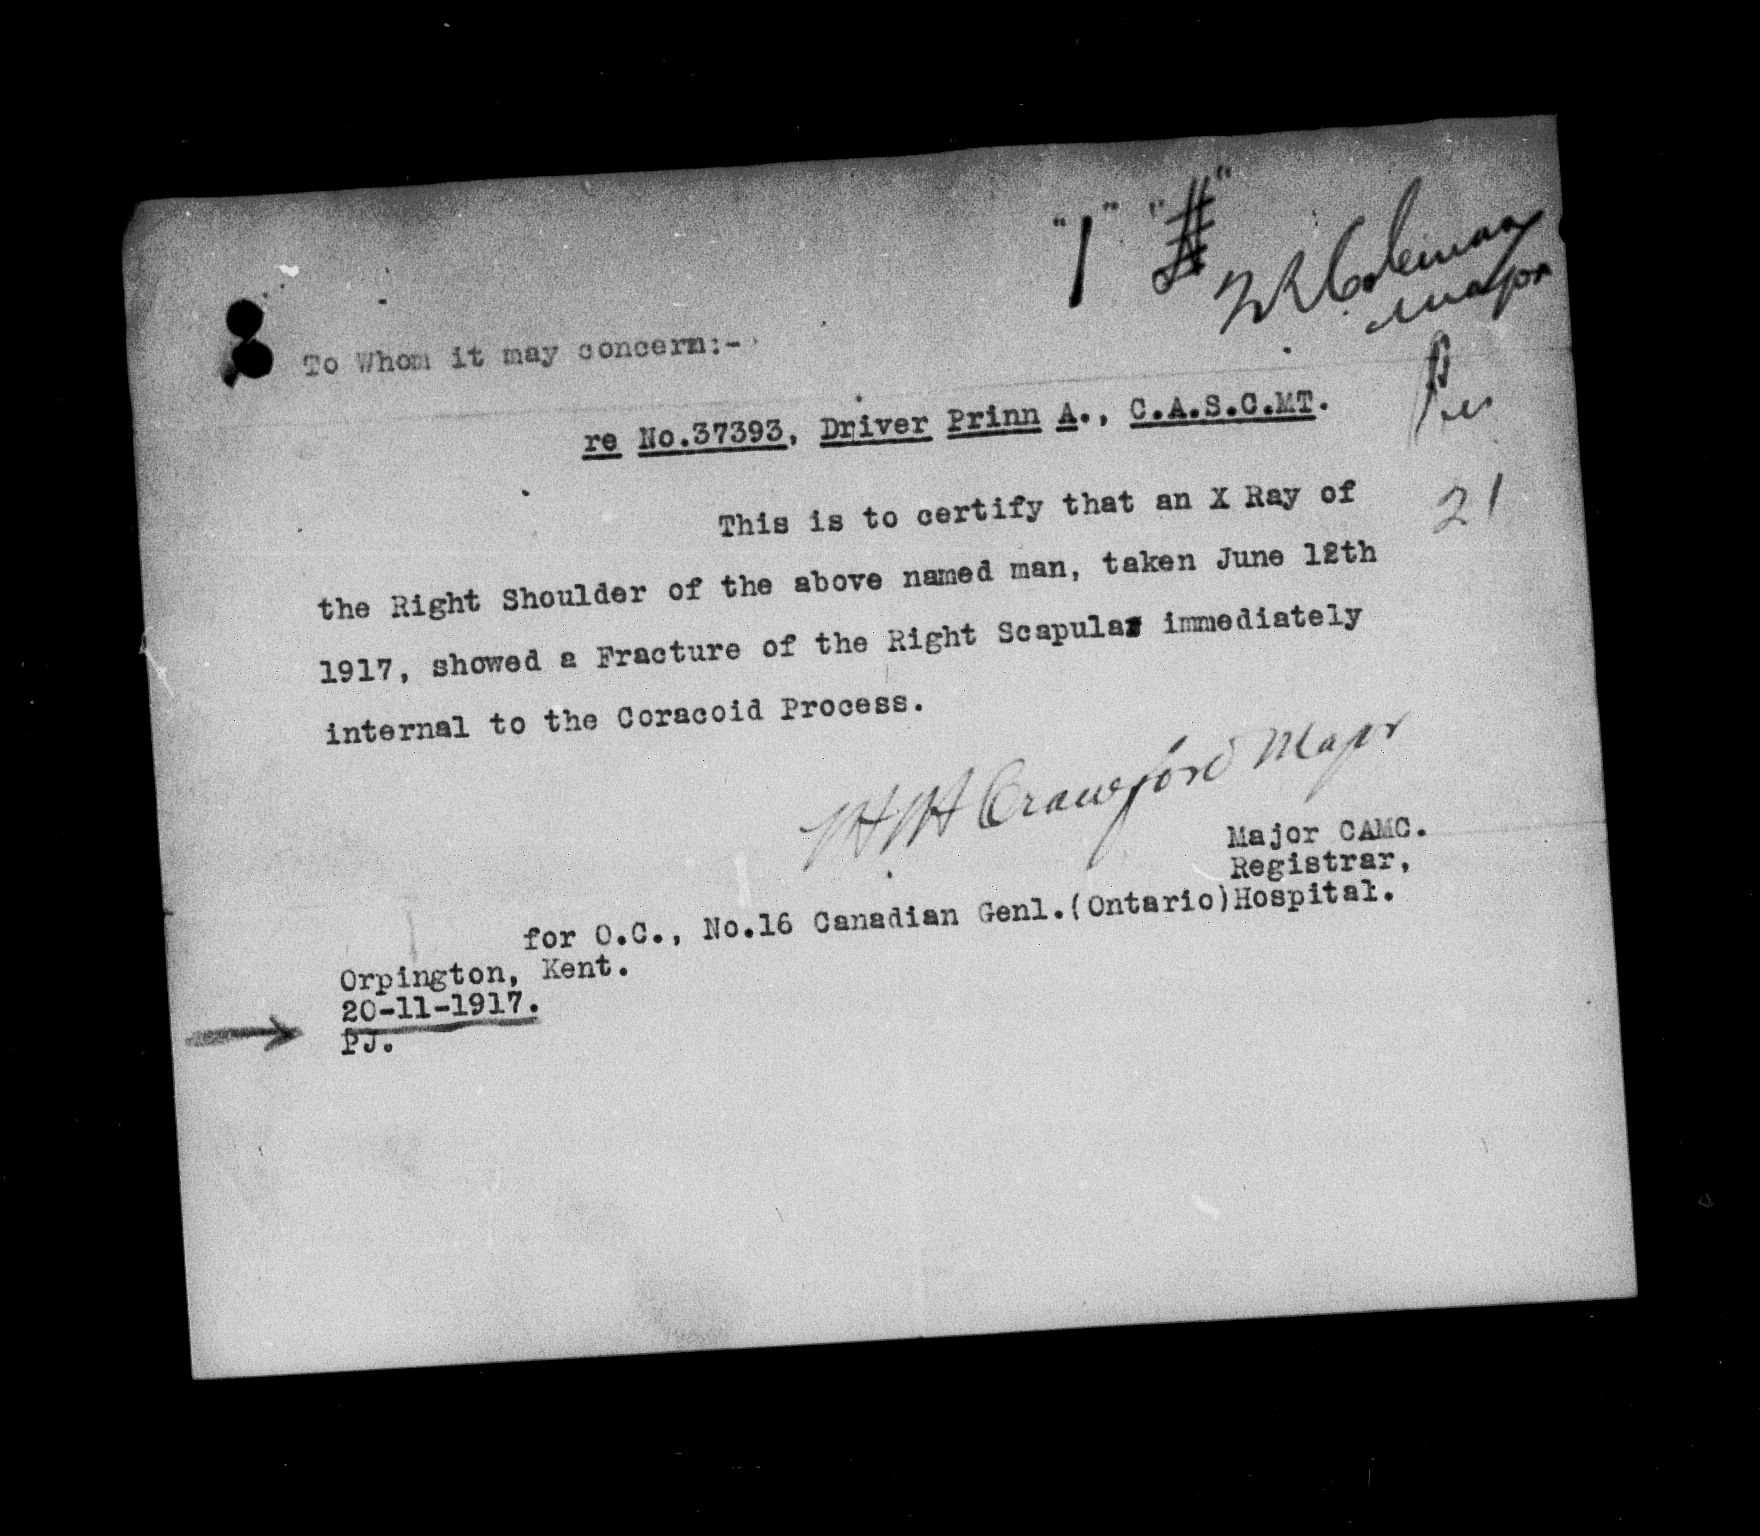 "1"
Coleman
Major
To Whom it may concern:-
re No.37393, Driver Prinn A., C.A.S.C.MT.
21
This is to certify that an X Ray of
the Right Shoulder of the above named man, taken June 12th
1917, showed a Fracture of the Right Scapula immediately
internal to the Coracoid Process.
Crawford Major
Major CAMC.
Registrar,
for O.C., No.16 Canadian Genl.(Ontario)Hospital.
Orpington, Kent.
20-11-1917.
PJ.